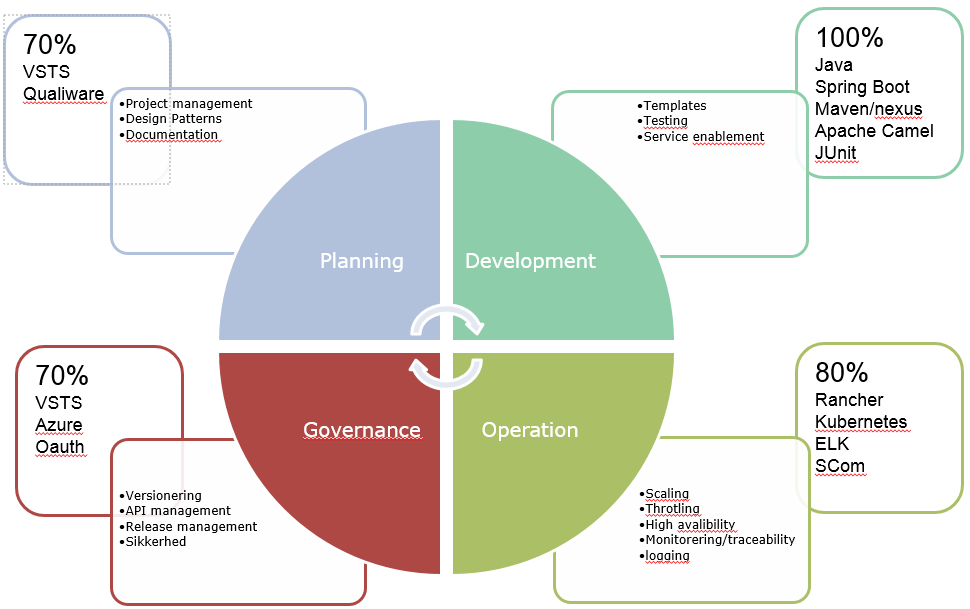 70%
VSTS
Qualiware
•Project management
•Design Patterns
•Documentation
100%
Java
Spring Boot
Maven/nexus
Apache Camel
JUnit
•Templates
•Testing
•Service enablement
Planning
Development
Governance
Operation
70%
VSTS
Azure
Oauth
•Versionering
•API management
•Release management
•Sikkerhed
80%
Rancher
Kubernetes
ELK
SCom
•Scaling
•Throtling
•High avalibility
•Monitorering/traceability
•logging